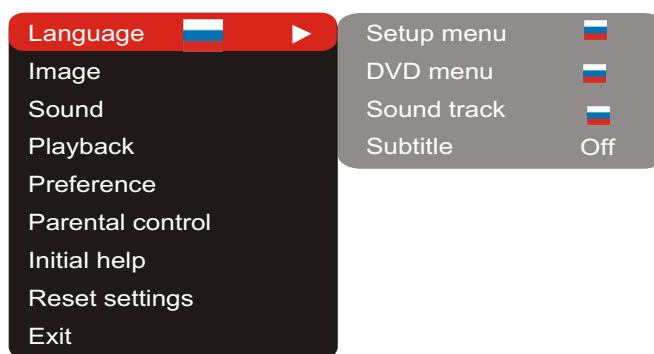 Language
Image
Sound
Playback
Preference
Parental control
Initial help
Reset settings
Exit
Setup menu
DVD menu
Sound track
Subtitle Off